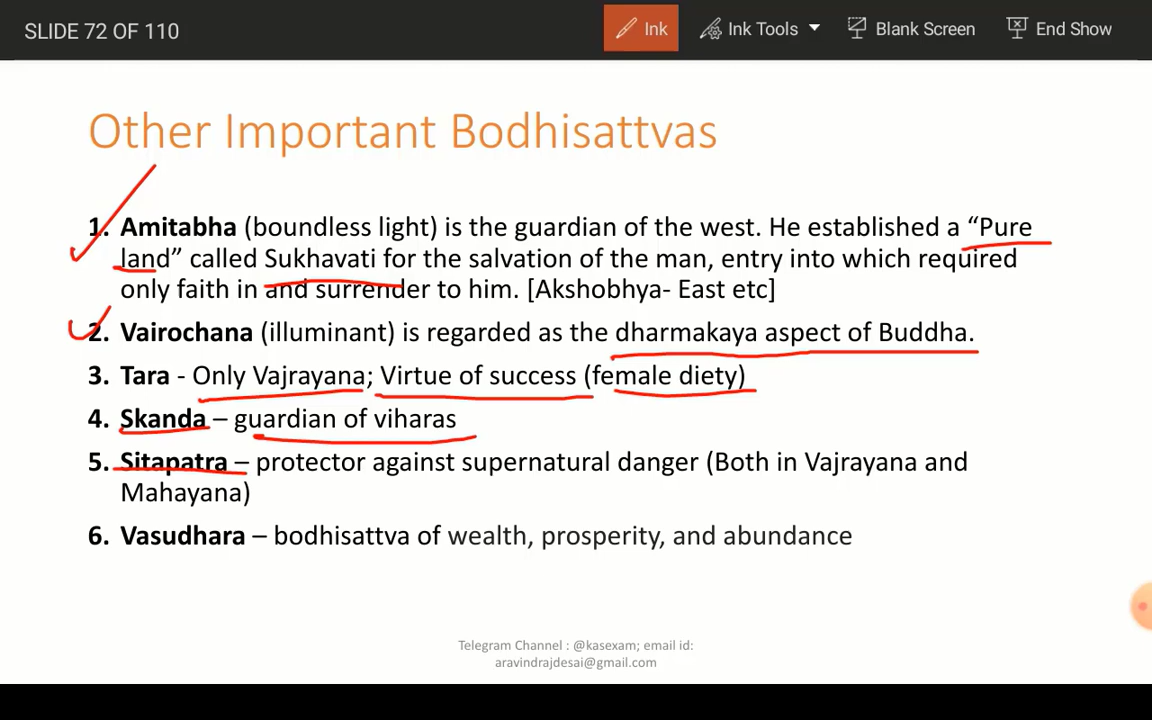 SLIDE 72 OF 110
Ink
Ink Tools
Blank Screen
End Show
Other Important Bodhisattvas
1. Amitabha (boundless light) is the guardian of the west. He established a “Pure
land” called Sukhavati for the salvation of the man, entry into which required
only faith in and surrender to him. [Akshobhya- East etc]
2. Vairochana (illuminant) is regarded as the dharmakaya aspect of Buddha.
3. Tara - Only Vajrayana; Virtue of success (female diety)
4. Skanda – guardian of viharas
5. Sitapatra – protector against supernatural danger (Both in Vajrayana and
Mahayana)
6. Vasudhara – bodhisattva of wealth, prosperity, and abundance
Telegram Channel : @kasexam; email id:
aravindrajdesai@gmail.com